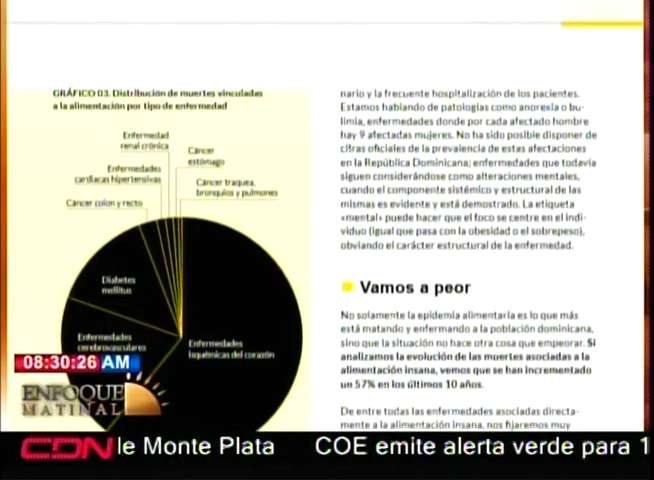 GRÁFICO 03. Distribución de muertes vinculadas
a la alimentación por tipo de enfermedad
Enfermedad
renal crónica
Cáncer
estómago
Enfermedades
cardíacas hipertensivas
Cáncer traquea,
bronquios y pulmones
Cáncer colon y recto
Diabetes
mellitus
Enfermedades
cerebrovasculares
Enfermedades
isquémicas del corazón
nario y la frecuente hospitalización de los pacientes.
Estamos hablando de patologías como anorexia o bu-
limia, enfermedades donde por cada afectado hombre
hay 9 afectadas mujeres. No ha sido posible disponer de
cifras oficiales de la prevalencia de estas afectaciones
en la República Dominicana; enfermedades que todavía
siguen considerándose como alteraciones mentales,
cuando el componente sistémico y estructural de las
mismas es evidente y está demostrado. La etiqueta
«mental» puede hacer que el foco se centre en el indi-
viduo (igual que pasa con la obesidad o el sobrepeso),
obviando el carácter estructural de la enfermedad.
Vamos a peor
No solamente la epidemia alimentaria es lo que más
está matando y enfermando a la población dominicana,
sino que la situación no hace otra cosa que empeorar. Si
analizamos la evolución de las muertes asociadas a la
alimentación insana, vemos que se han incrementado
un 57% en los últimos 10 años.
De entre todas las enfermedades asociadas directa-
mente a la alimentación insana, nos fijaremos muy
08:30:26 AM
ENFOQUE
MATINAL
CDN le Monte Plata COE emite alerta verde para 1